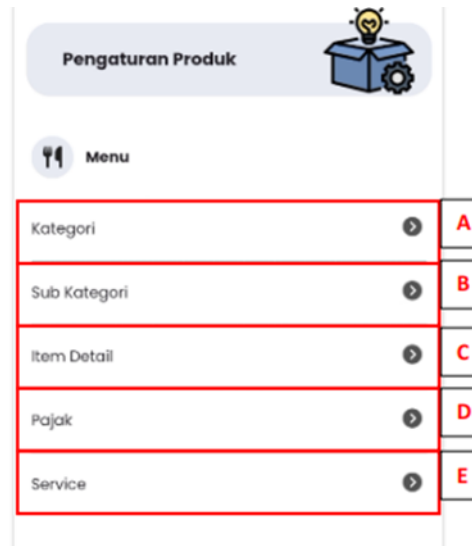 Pengaturan Produk
Menu
Kategori
A
Sub Kategori
B
Item Detail
C
Pajak
D
Service
E